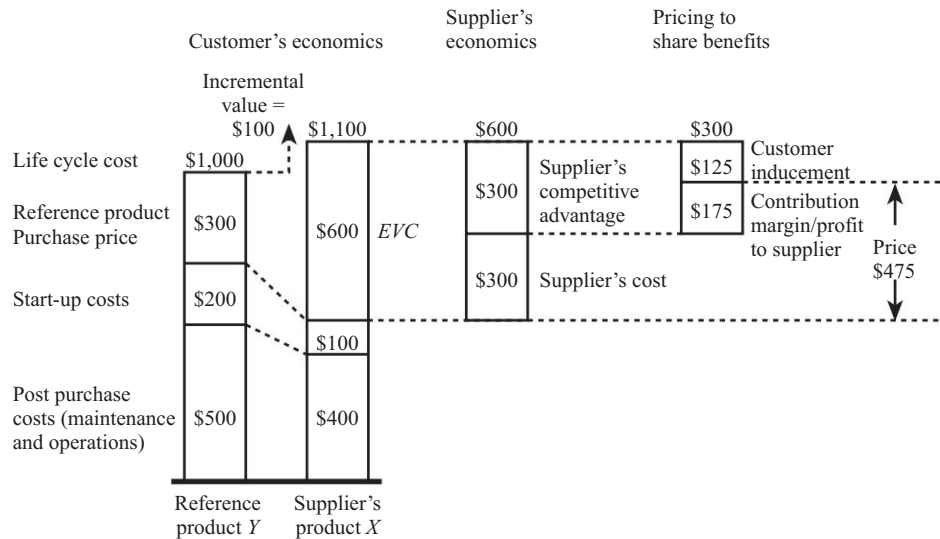 Customer's economics
Supplier's
economics
Pricing to
share benefits
Incremental
value =
$100
$1,100
$600
$300
Life cycle cost
$1,000
Reference product
Purchase price
$300
Start-up costs
$200
Post purchase
costs (maintenance
and operations)
$500
$600
EVC
$100
$400
$300
Supplier's
competitive
advantage
$300
Supplier's cost
$125
Customer
inducement
$175
Contribution
margin/profit
to supplier
Price
$475
Reference
product Y
Supplier's
product X